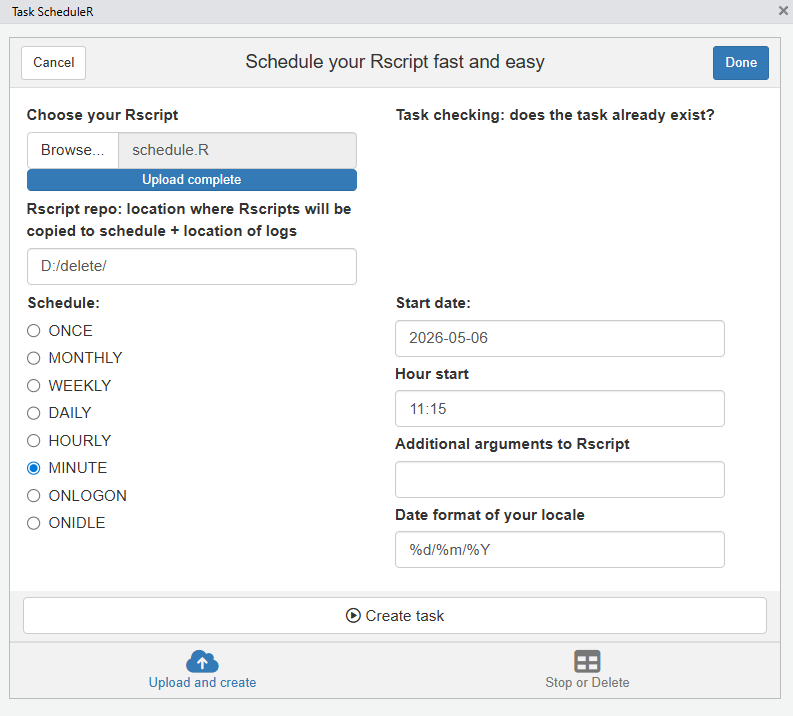 Task ScheduleR
Cancel
Schedule your Rscript fast and easy
Done
Choose your Rscript
Browse...
schedule.R
Upload complete
Task checking: does the task already exist?
Rscript repo: location where Rscripts will be
copied to schedule + location of logs
D:/delete/
Schedule:
ONCE
MONTHLY
WEEKLY
DAILY
HOURLY
MINUTE
ONLOGON
ONIDLE
Start date:
2026-05-06
Hour start
11:15
Additional arguments to Rscript
Date format of your locale
%d/%m/%Y
Create task
Upload and create
Stop or Delete